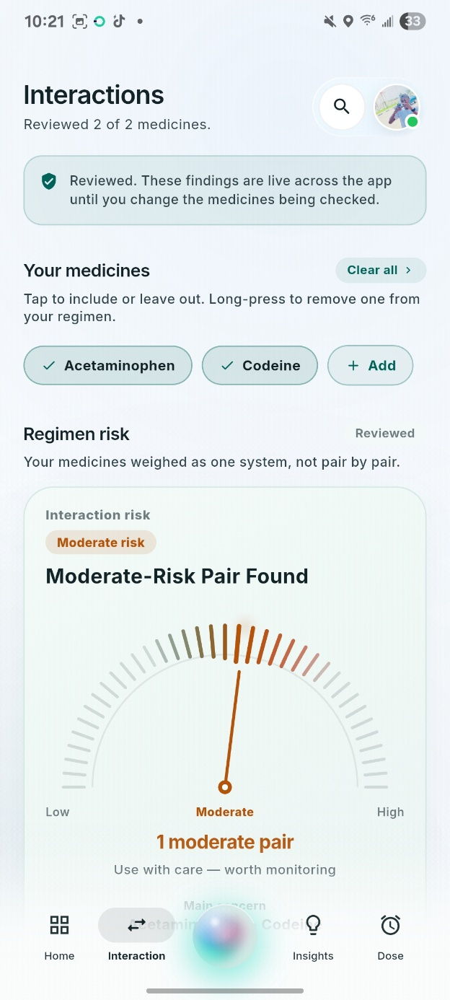 10:21
33
Interactions
Reviewed 2 of 2 medicines.
Reviewed. These findings are live across the app
until you change the medicines being checked.
Your medicines
Clear all
Tap to include or leave out. Long-press to remove one from
your regimen.
Acetaminophen
Codeine
Add
Regimen risk
Reviewed
Your medicines weighed as one system, not pair by pair.
Interaction risk
Moderate risk
Moderate-Risk Pair Found
Low
Moderate
High
1 moderate pair
Use with care — worth monitoring
Main concern
Codeine
Home
Interaction
Insights
Dose